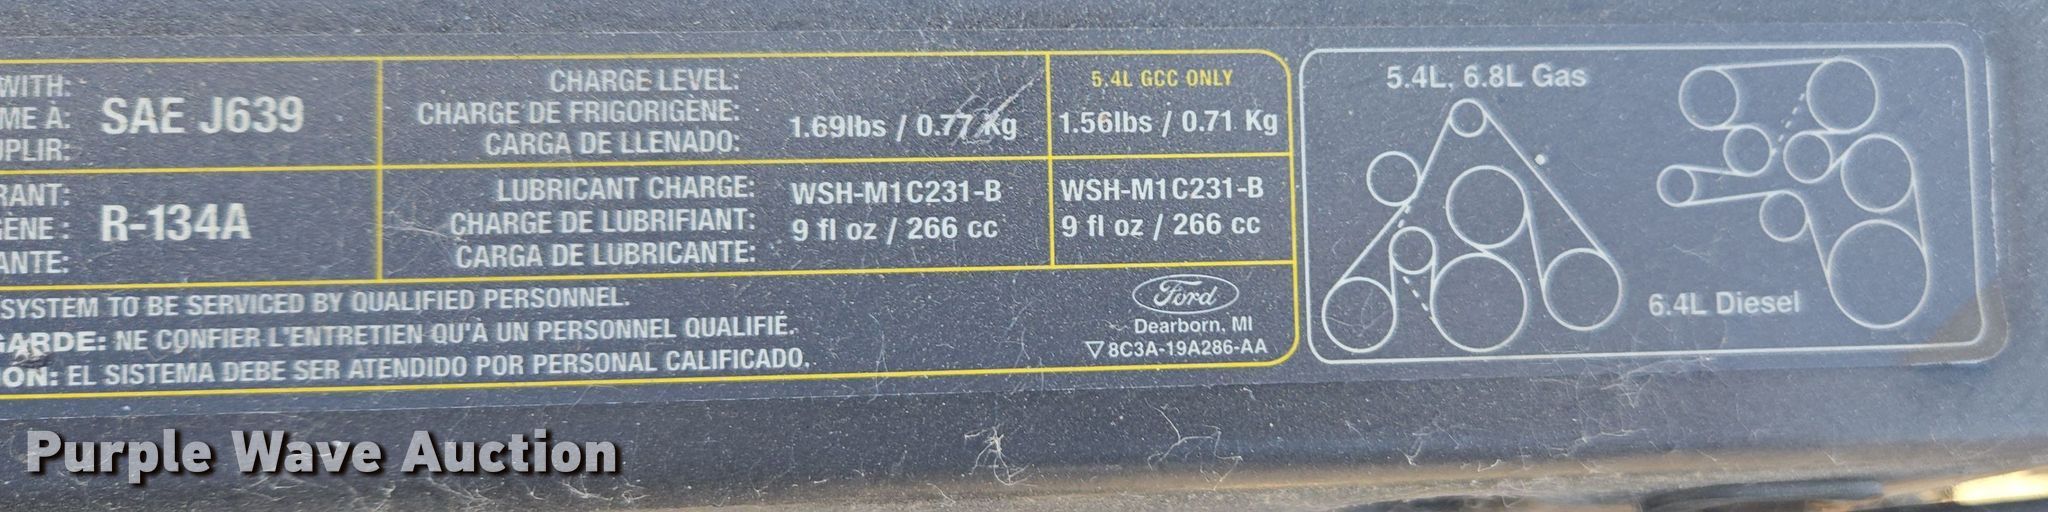 WITH:
ME À:
SAE J639
PLIR:
CHARGE LEVEL:
CHARGE DE FRIGORIGÈNE:
CARGA DE LLENADO:
1.69lbs / 0.77 Kg
5.4L GCC ONLY
1.56lbs / 0.71 Kg
RANT:
GÈNE :
R-134A
ANTE:
LUBRICANT CHARGE:
CHARGE DE LUBRIFIANT:
CARGA DE LUBRICANTE:
WSH-M1C231-B
9 fl oz / 266 cc
WSH-M1C231-B
9 fl oz / 266 cc
SYSTEM TO BE SERVICED BY QUALIFIED PERSONNEL.
GARDE: NE CONFIER L'ENTRETIEN QU'À UN PERSONNEL QUALIFIÉ.
ÓN: EL SISTEMA DEBE SER ATENDIDO POR PERSONAL CALIFICADO.
Ford
Dearborn, MI
8C3A-19A286-AA
5.4L, 6.8L Gas
6.4L Diesel
Purple Wave Auction